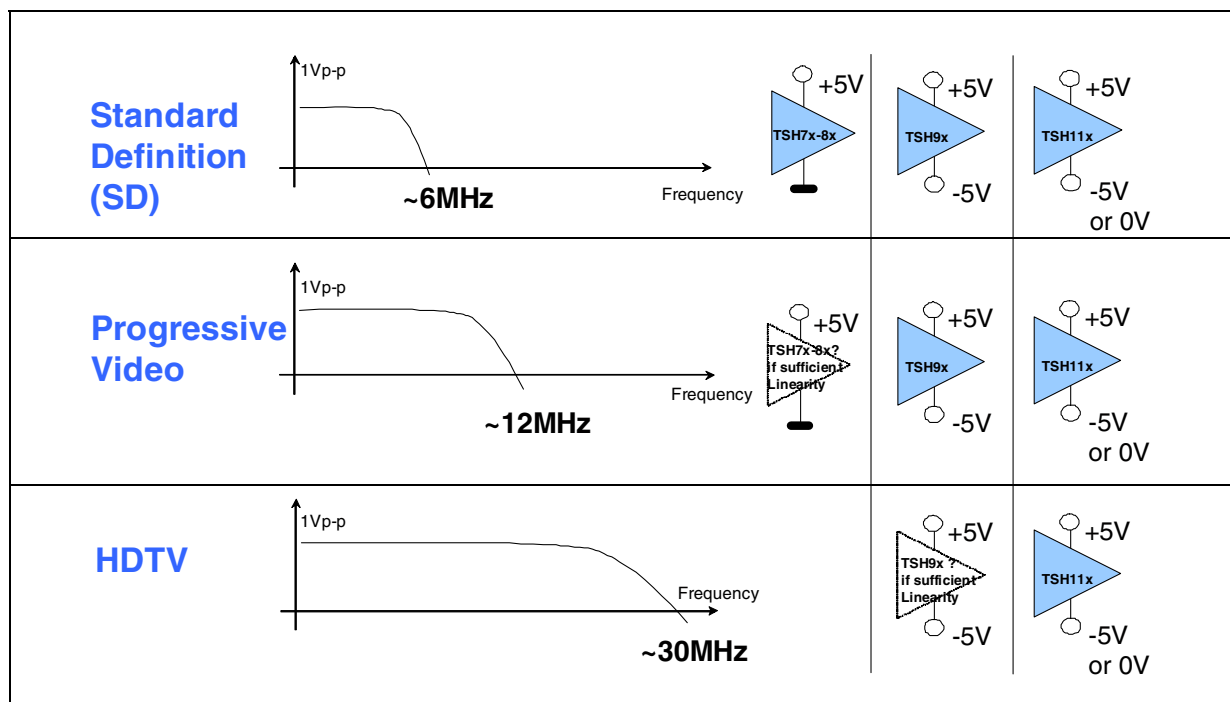 Standard
Definition
(SD)
1Vp-p
~6MHz
Frequency
+5V
TSH7x-8x
+5V
TSH9x
-5V
+5V
TSH11x
-5V
or 0V
Progressive
Video
1Vp-p
~12MHz
Frequency
+5V
TSH7x-8x?
if sufficient
Linearity
+5V
TSH9x
-5V
+5V
TSH11x
-5V
or 0V
HDTV
1Vp-p
Frequency
~30MHz
+5V
TSH9x ?
if sufficient
Linearity
-5V
+5V
TSH11x
-5V
or 0V